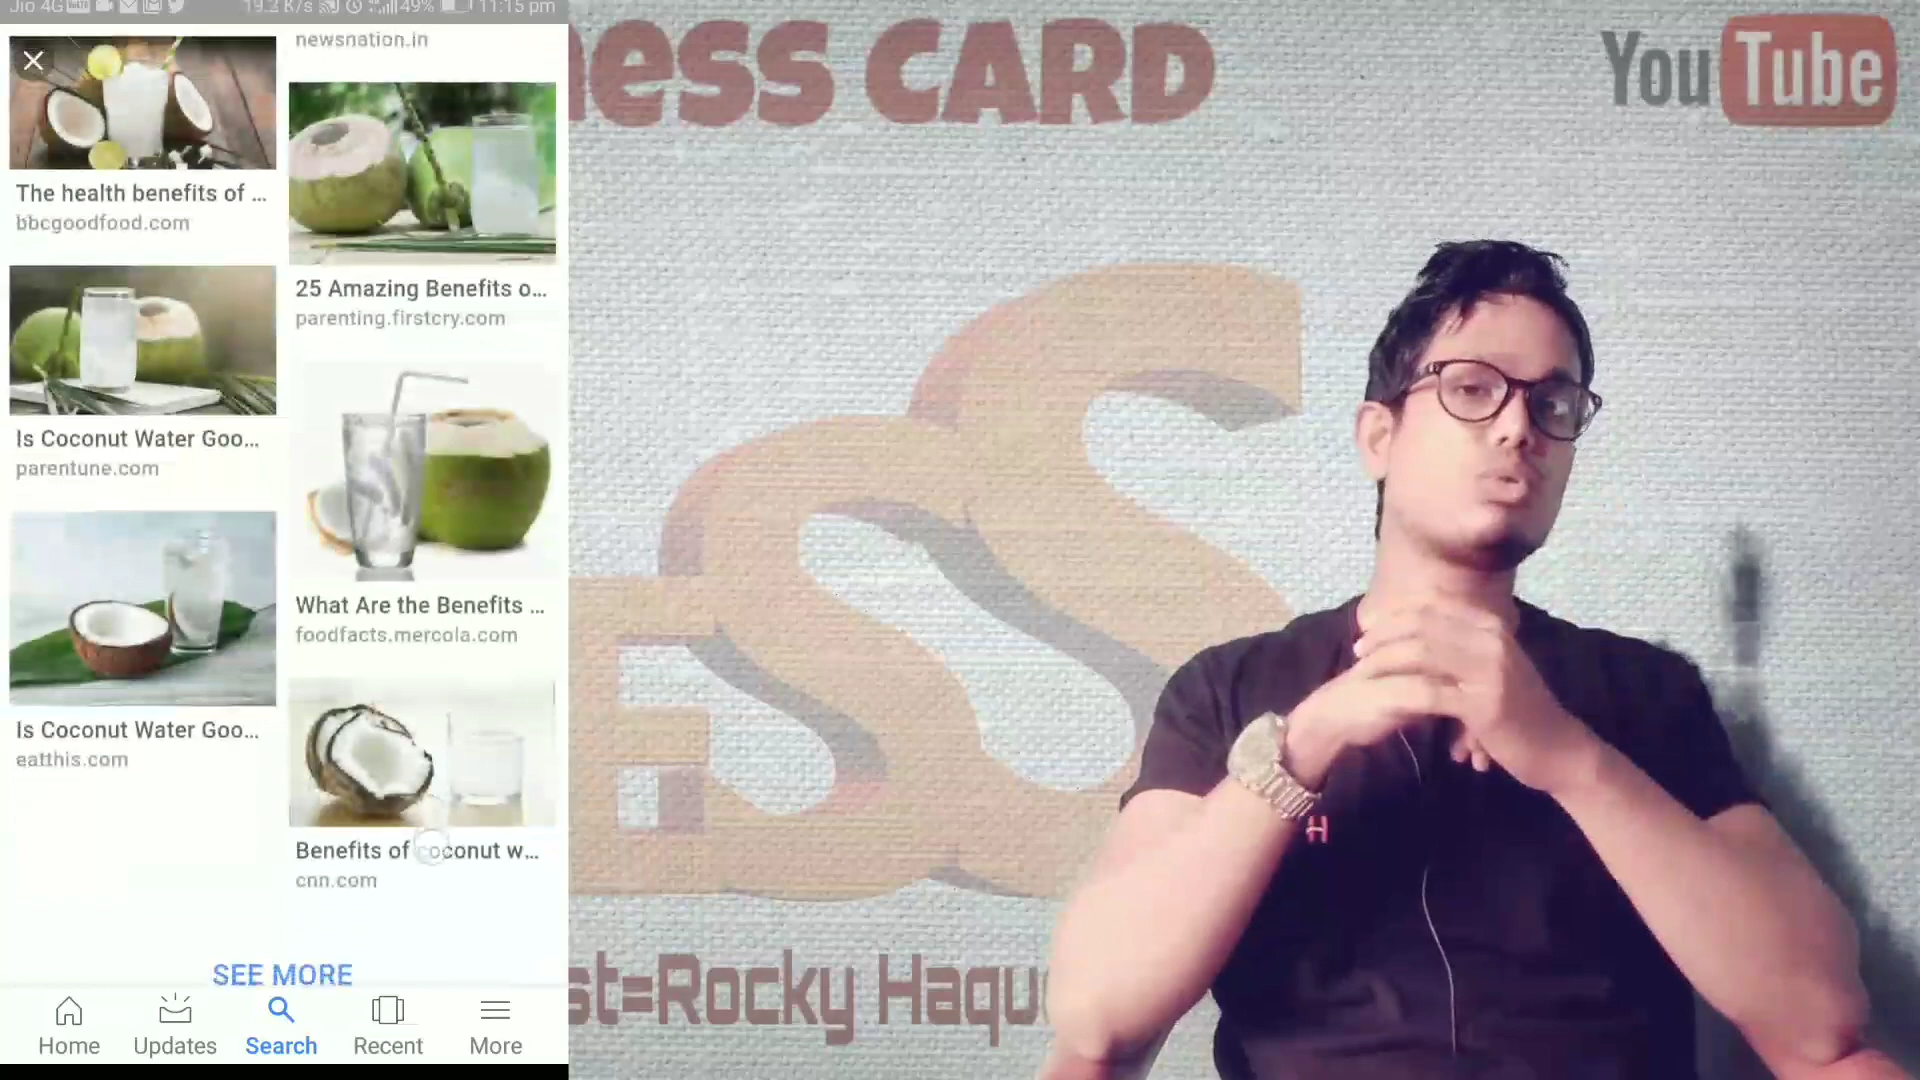 Jio 4G
19.2 K/s
49%
11:15 pm
The health benefits of ...
bbcgoodfood.com
Is Coconut Water Goo...
parentune.com
Is Coconut Water Goo...
eatthis.com
newsnation.in
25 Amazing Benefits o...
parenting.firstcry.com
What Are the Benefits ...
foodfacts.mercola.com
Benefits of coconut w...
cnn.com
SEE MORE
Home
Updates
Search
Recent
More
ness CARD
YouTube
st=Rocky Haqu
H